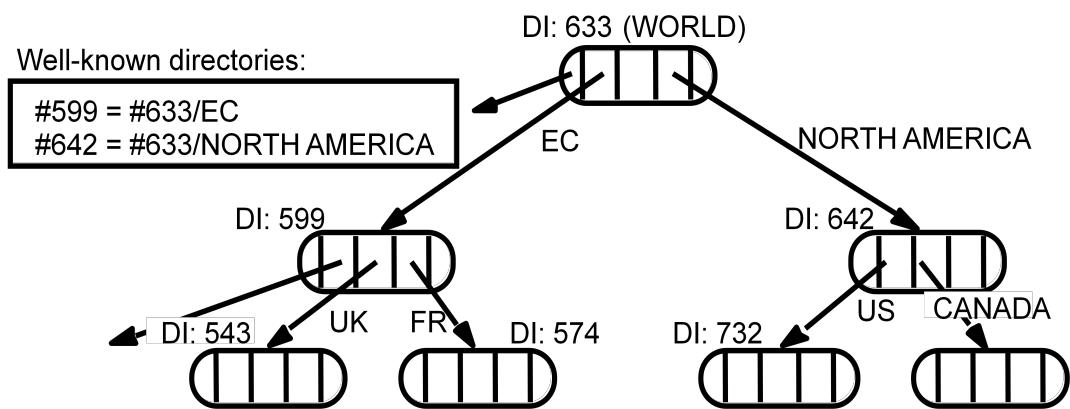 DI: 633 (WORLD)
Well-known directories:
#599 = #633/EC
#642 = #633/NORTH AMERICA
EC
NORTH AMERICA
DI: 599
DI: 642
DI: 543
UK
FR
DI: 574
DI: 732
US
CANADA